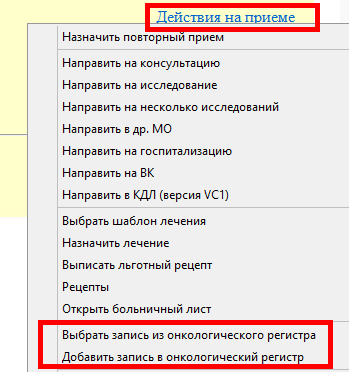 Действия на приеме
Назначить повторный прием
Направить на консультацию
Направить на исследование
Направить на несколько исследований
Направить в др. МО
Направить на госпитализацию
Направить на ВК
Направить в КДЛ (версия VC1)
Выбрать шаблон лечения
Назначить лечение
Выписать льготный рецепт
Рецепты
Открыть больничный лист
Выбрать запись из онкологического регистра
Добавить запись в онкологический регистр